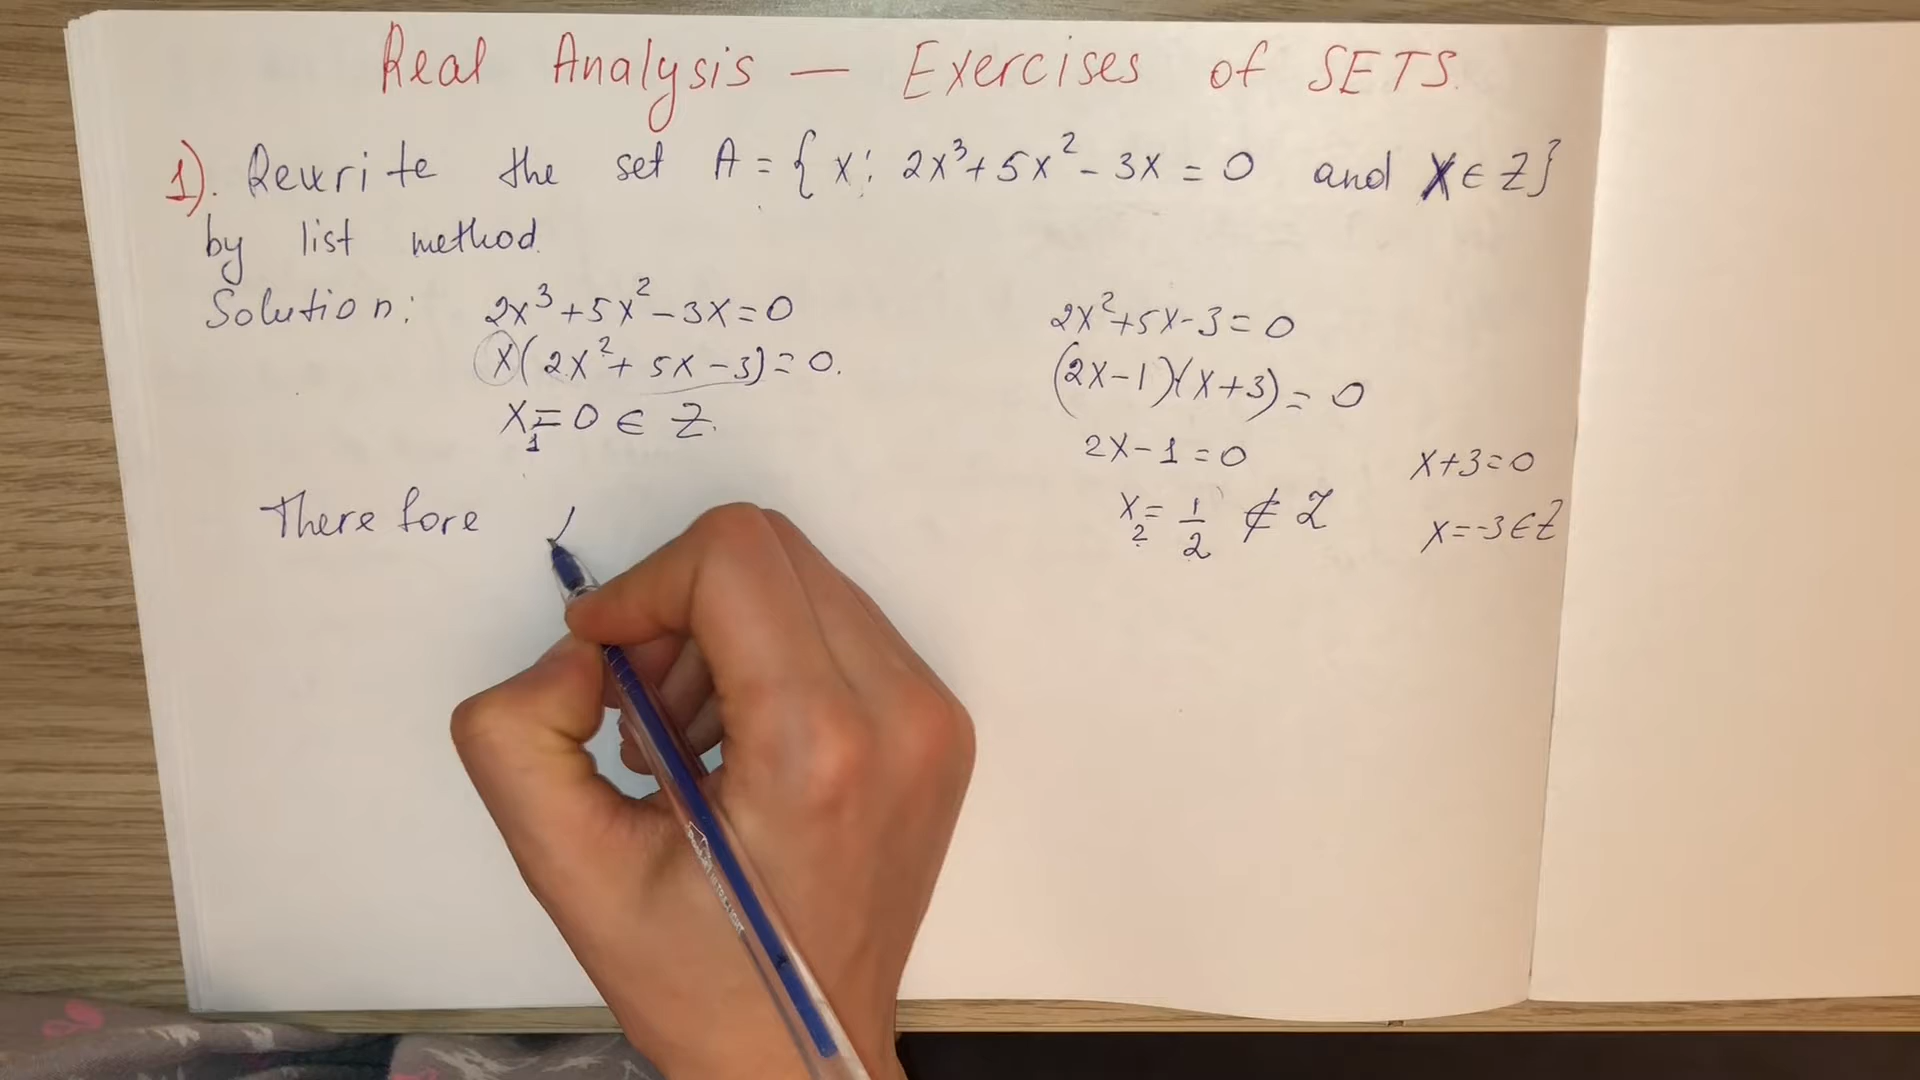 Real Analysis — Exercises of SETS.
1). Rewrite the set A = { x : 2x³ + 5x² - 3x = 0 and x ∈ Z }
by list method.
Solution: 2x³ + 5x² - 3x = 0
x(2x² + 5x - 3) = 0.
x₁ = 0 ∈ Z.
Therefore
2x² + 5x - 3 = 0
(2x - 1)·(x + 3) = 0
2x - 1 = 0
x₂ = 1/2 ∉ Z
x + 3 = 0
x = -3 ∈ Z